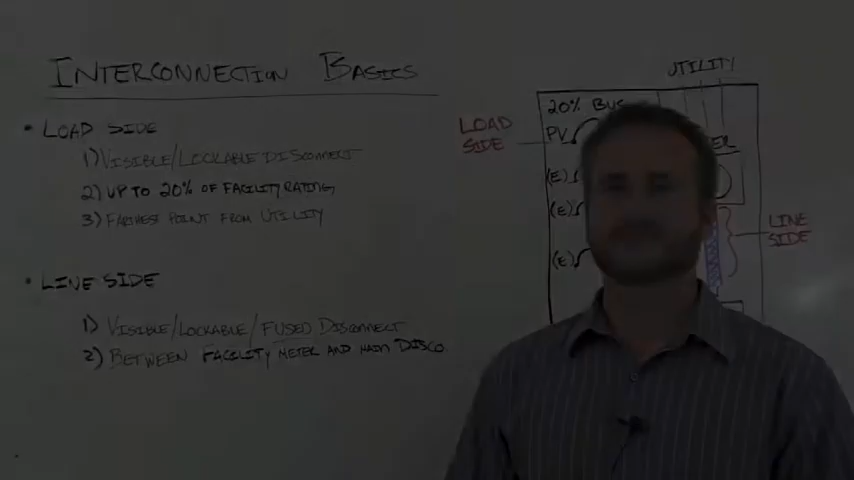 INTERCONNECTION BASICS
• LOAD SIDE
1) VISIBLE/LOCKABLE DISCONNECT
2) UP TO 20% OF FACILITY RATING
3) FARTHEST POINT FROM UTILITY
• LINE SIDE
1) VISIBLE/LOCKABLE/FUSED DISCONNECT
2) BETWEEN FACILITY METER AND MAIN DISCO
UTILITY
20% BUS
PV
(E)
(E)
(E)
LOAD
SIDE
LINE
SIDE